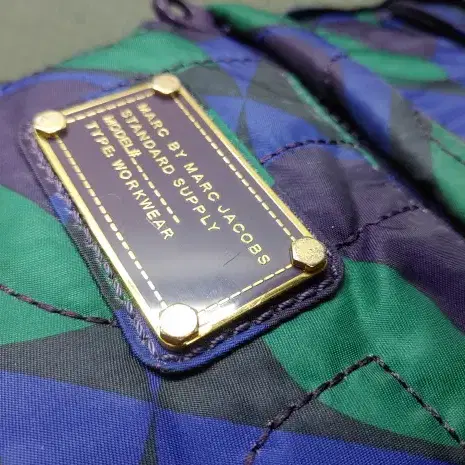 MARC BY MARC JACOBS
STANDARD SUPPLY
MODEL#
TYPE: WORKWEAR